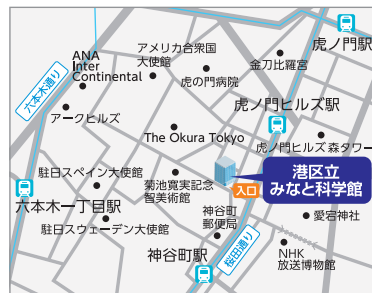 虎ノ門駅
アメリカ合衆国
大使館
金刀比羅宮
ANA
Inter
Continental
六本木通り
虎の門病院
虎ノ門ヒルズ駅
アークヒルズ
The Okura Tokyo
虎ノ門ヒルズ 森タワー
港区立
みなと科学館
駐日スペイン大使館
菊池寛実記念
智美術館
入口
六本木一丁目駅
神谷町
郵便局
愛宕神社
駐日スウェーデン大使館
桜田通り
神谷町駅
NHK
放送博物館